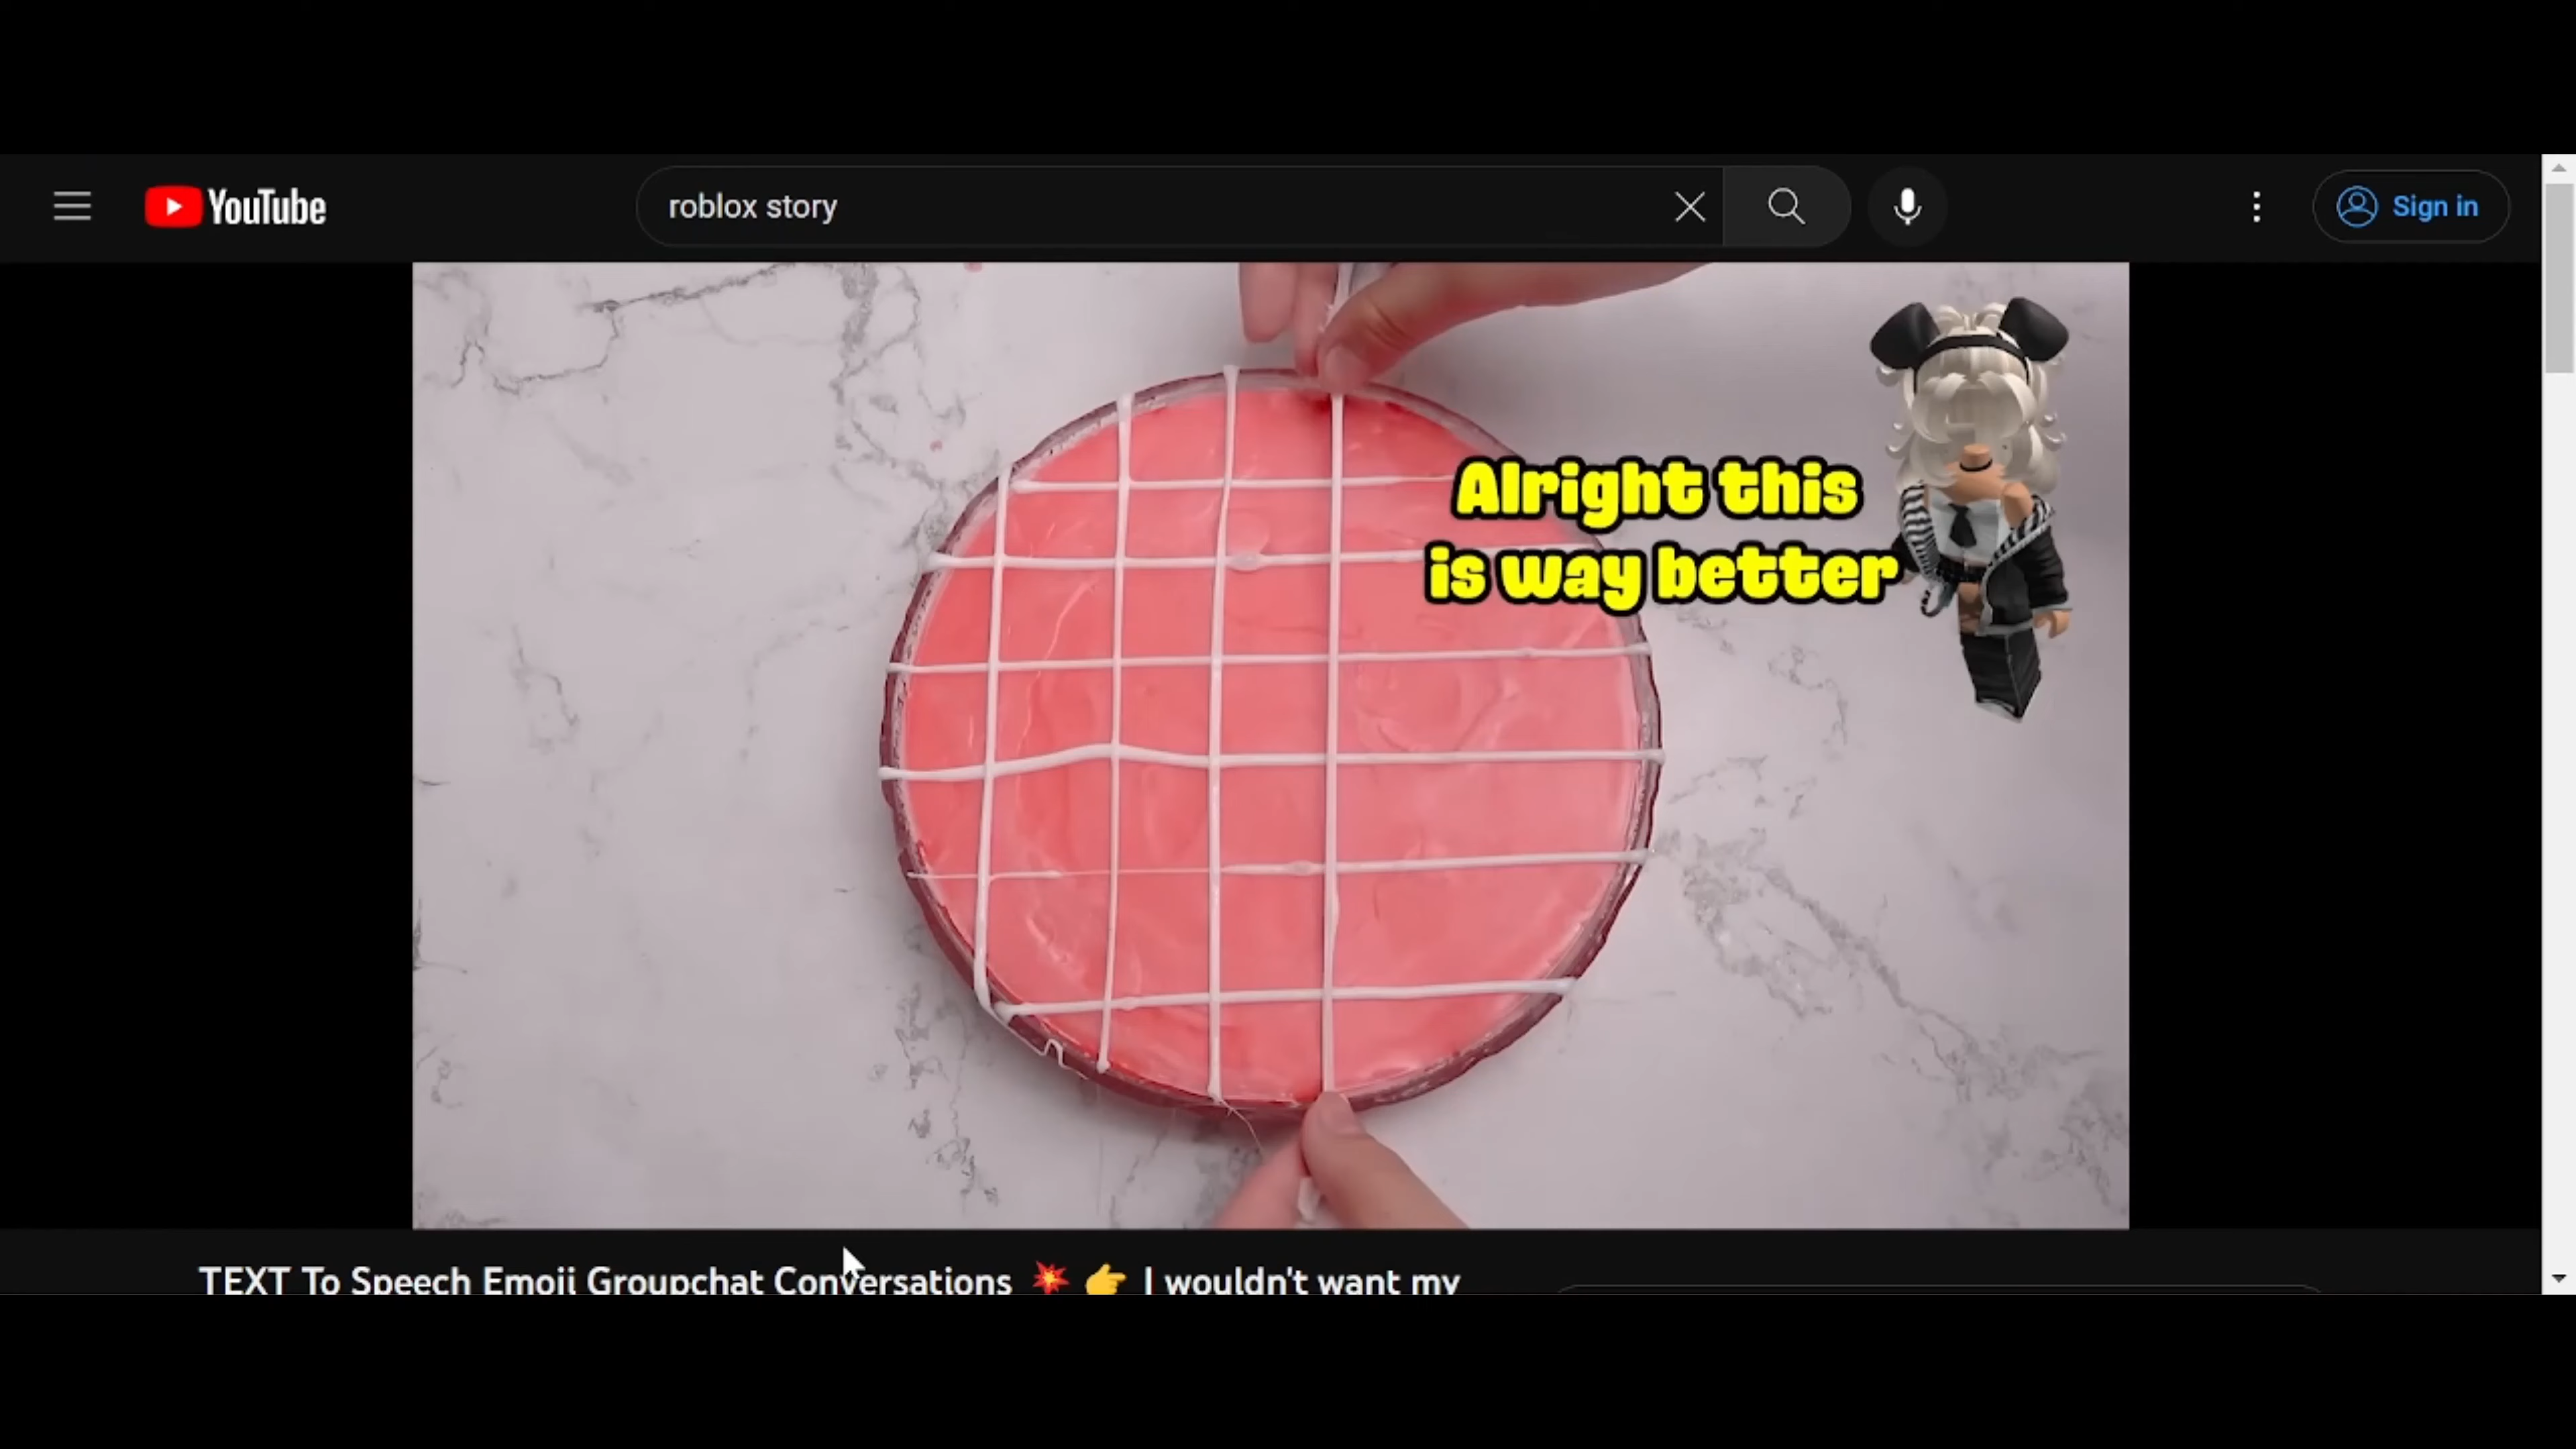 YouTube
roblox story
Sign in
Alright this
is way better
TEXT To Speech Emoji Groupchat Conversations 💥 👉 I wouldn't want my